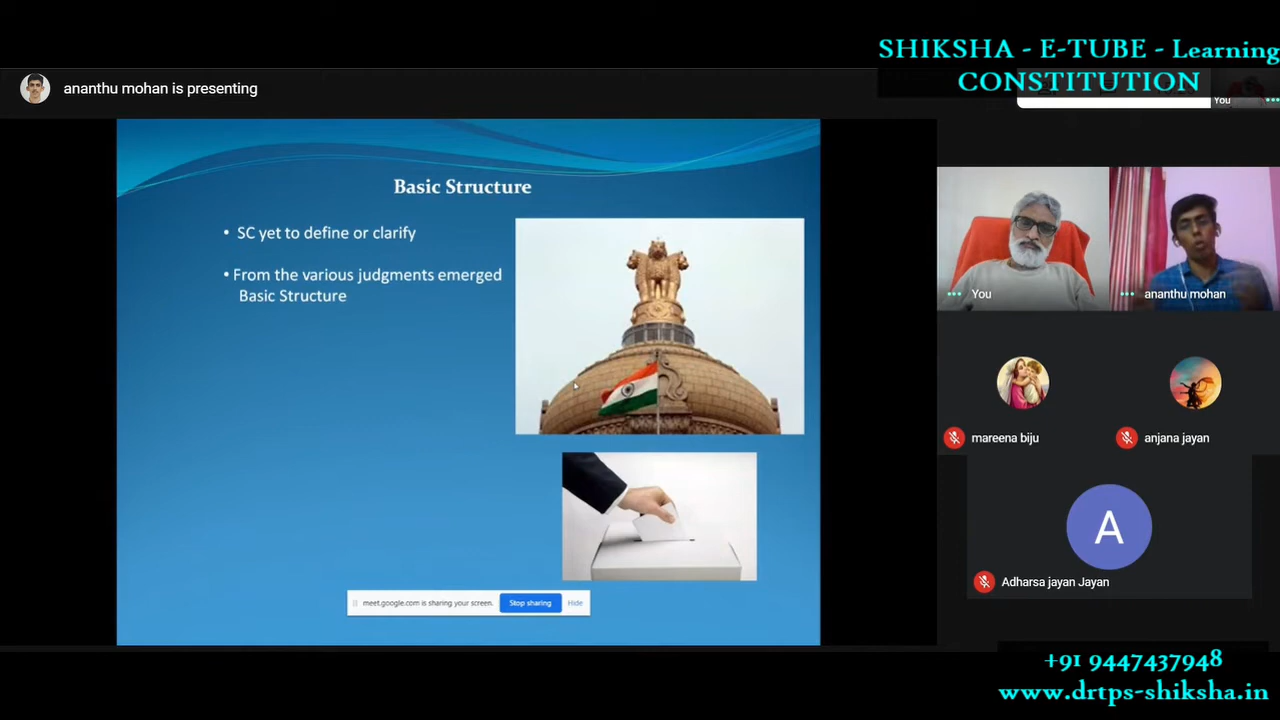 SHIKSHA - E-TUBE - Learning
CONSTITUTION
ananthu mohan is presenting
You
Basic Structure
• SC yet to define or clarify
• From the various judgments emerged
Basic Structure
You
ananthu mohan
mareena biju
anjana jayan
A
Adharsa jayan Jayan
meet.google.com is sharing your screen.
Stop sharing
Hide
+91 9447437948
www.drtps-shiksha.in